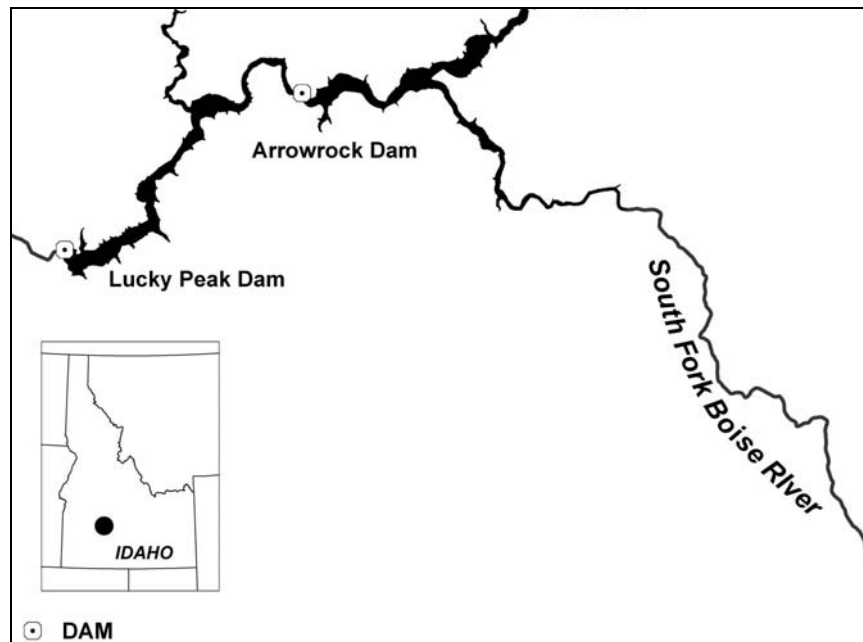 Arrowrock Dam
Lucky Peak Dam
South Fork Boise RIver
IDAHO
DAM